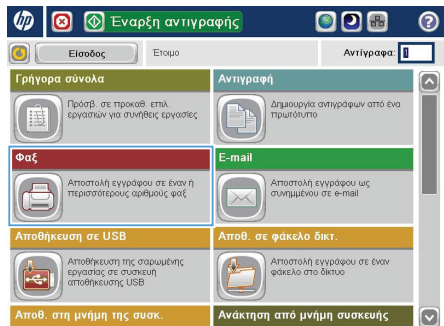 hp Έναρξη αντιγραφής ?
Είσοδος Έτοιμο Αντίγραφα: 1
Γρήγορα σύνολα
Πρόσβ. σε προκαθ. επιλ.
εργασιών για συνήθεις εργασίες
Αντιγραφή
Δημιουργία αντιγράφων από ένα
πρωτότυπο
Φαξ
Αποστολή εγγράφου σε έναν ή
περισσότερους αριθμούς φαξ
E-mail
Αποστολή εγγράφου ως
συνημμένου σε e-mail
Αποθήκευση σε USB
Αποθήκευση της σαρωμένης
εργασίας σε συσκευή
αποθήκευσης USB
Αποθ. σε φάκελο δικτ.
Αποστολή εγγράφου σε έναν
φάκελο στο δίκτυο
Αποθ. στη μνήμη της συσκ.
Ανάκτηση από μνήμη συσκευής